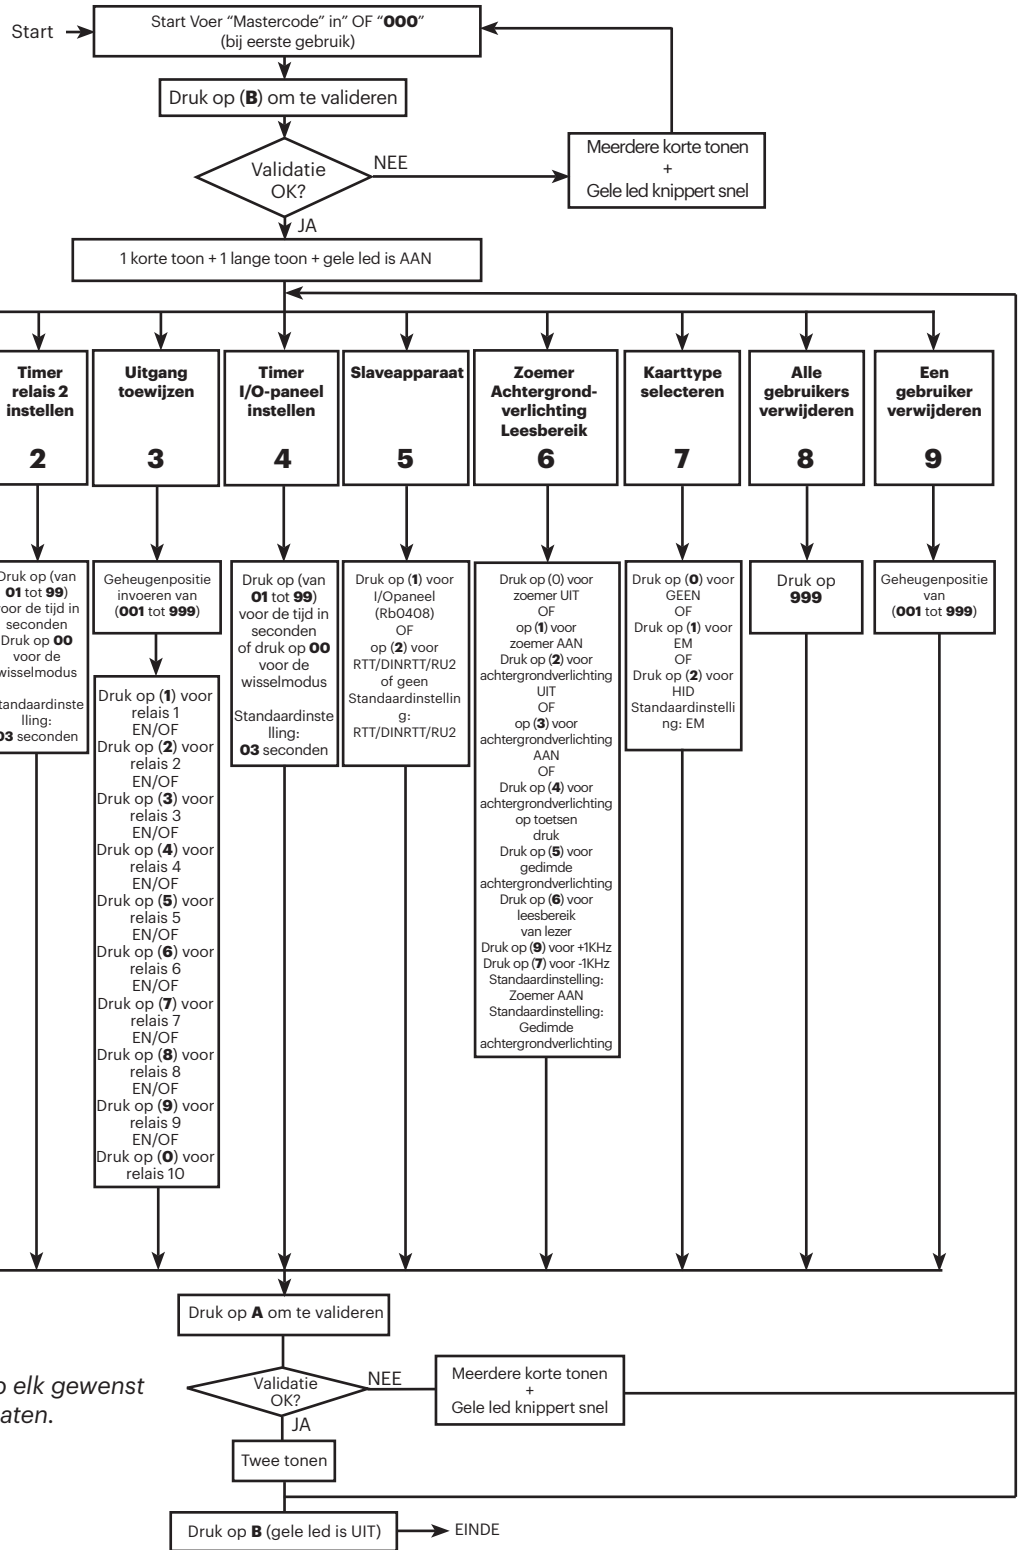 Start
Start Voer “Mastercode” in” OF “000”
(bij eerste gebruik)
Druk op (B) om te valideren
Validatie
OK?
NEE
Meerdere korte tonen
+
Gele led knippert snel
JA
1 korte toon + 1 lange toon + gele led is AAN
Timer
relais 2
instellen
2
Uitgang
toewijzen
3
Timer
I/O-paneel
instellen
4
Slaveapparaat
5
Zoemer
Achtergrond-
verlichting
Leesbereik
6
Kaarttype
selecteren
7
Alle
gebruikers
verwijderen
8
Een
gebruiker
verwijderen
9
Druk op (van
01 tot 99)
voor de tijd in
seconden
Druk op 00
voor de
wisselmodus
Standaardinste
lling:
03 seconden
Geheugenpositie
invoeren van
(001 tot 999)
Druk op (1) voor
relais 1
EN/OF
Druk op (2) voor
relais 2
EN/OF
Druk op (3) voor
relais 3
EN/OF
Druk op (4) voor
relais 4
EN/OF
Druk op (5) voor
relais 5
EN/OF
Druk op (6) voor
relais 6
EN/OF
Druk op (7) voor
relais 7
EN/OF
Druk op (8) voor
relais 8
EN/OF
Druk op (9) voor
relais 9
EN/OF
Druk op (0) voor
relais 10
Druk op (van
01 tot 99)
voor de tijd in
seconden
of druk op 00
voor de
wisselmodus
Standaardinste
lling:
03 seconden
Druk op (1) voor
I/Opaneel
(Rb0408)
OF
op (2) voor
RTT/DINRTT/RU2
of geen
Standaardinstellin
g:
RTT/DINRTT/RU2
Druk op (0) voor
zoemer UIT
OF
op (1) voor
zoemer AAN
Druk op (2) voor
achtergrondverlichting
UIT
OF
op (3) voor
achtergrondverlichting
AAN
OF
Druk op (4) voor
achtergrondverlichting
op toetsen
druk
Druk op (5) voor
gedimde
achtergrondverlichting
Druk op (6) voor
leesbereik
van lezer
Druk op (9) voor +1KHz
Druk op (7) voor -1KHz
Standaardinstelling:
Zoemer AAN
Standaardinstelling:
Gedimde
achtergrondverlichting
Druk op (0) voor
GEEN
OF
Druk op (1) voor
EM
OF
Druk op (2) voor
HID
Standaardinstelli
ng: EM
Druk op
999
Geheugenpositie
van
(001 tot 999)
Druk op A om te valideren
Validatie
OK?
NEE
Meerdere korte tonen
+
Gele led knippert snel
JA
Twee tonen
Druk op B (gele led is UIT)
EINDE
elk gewenst